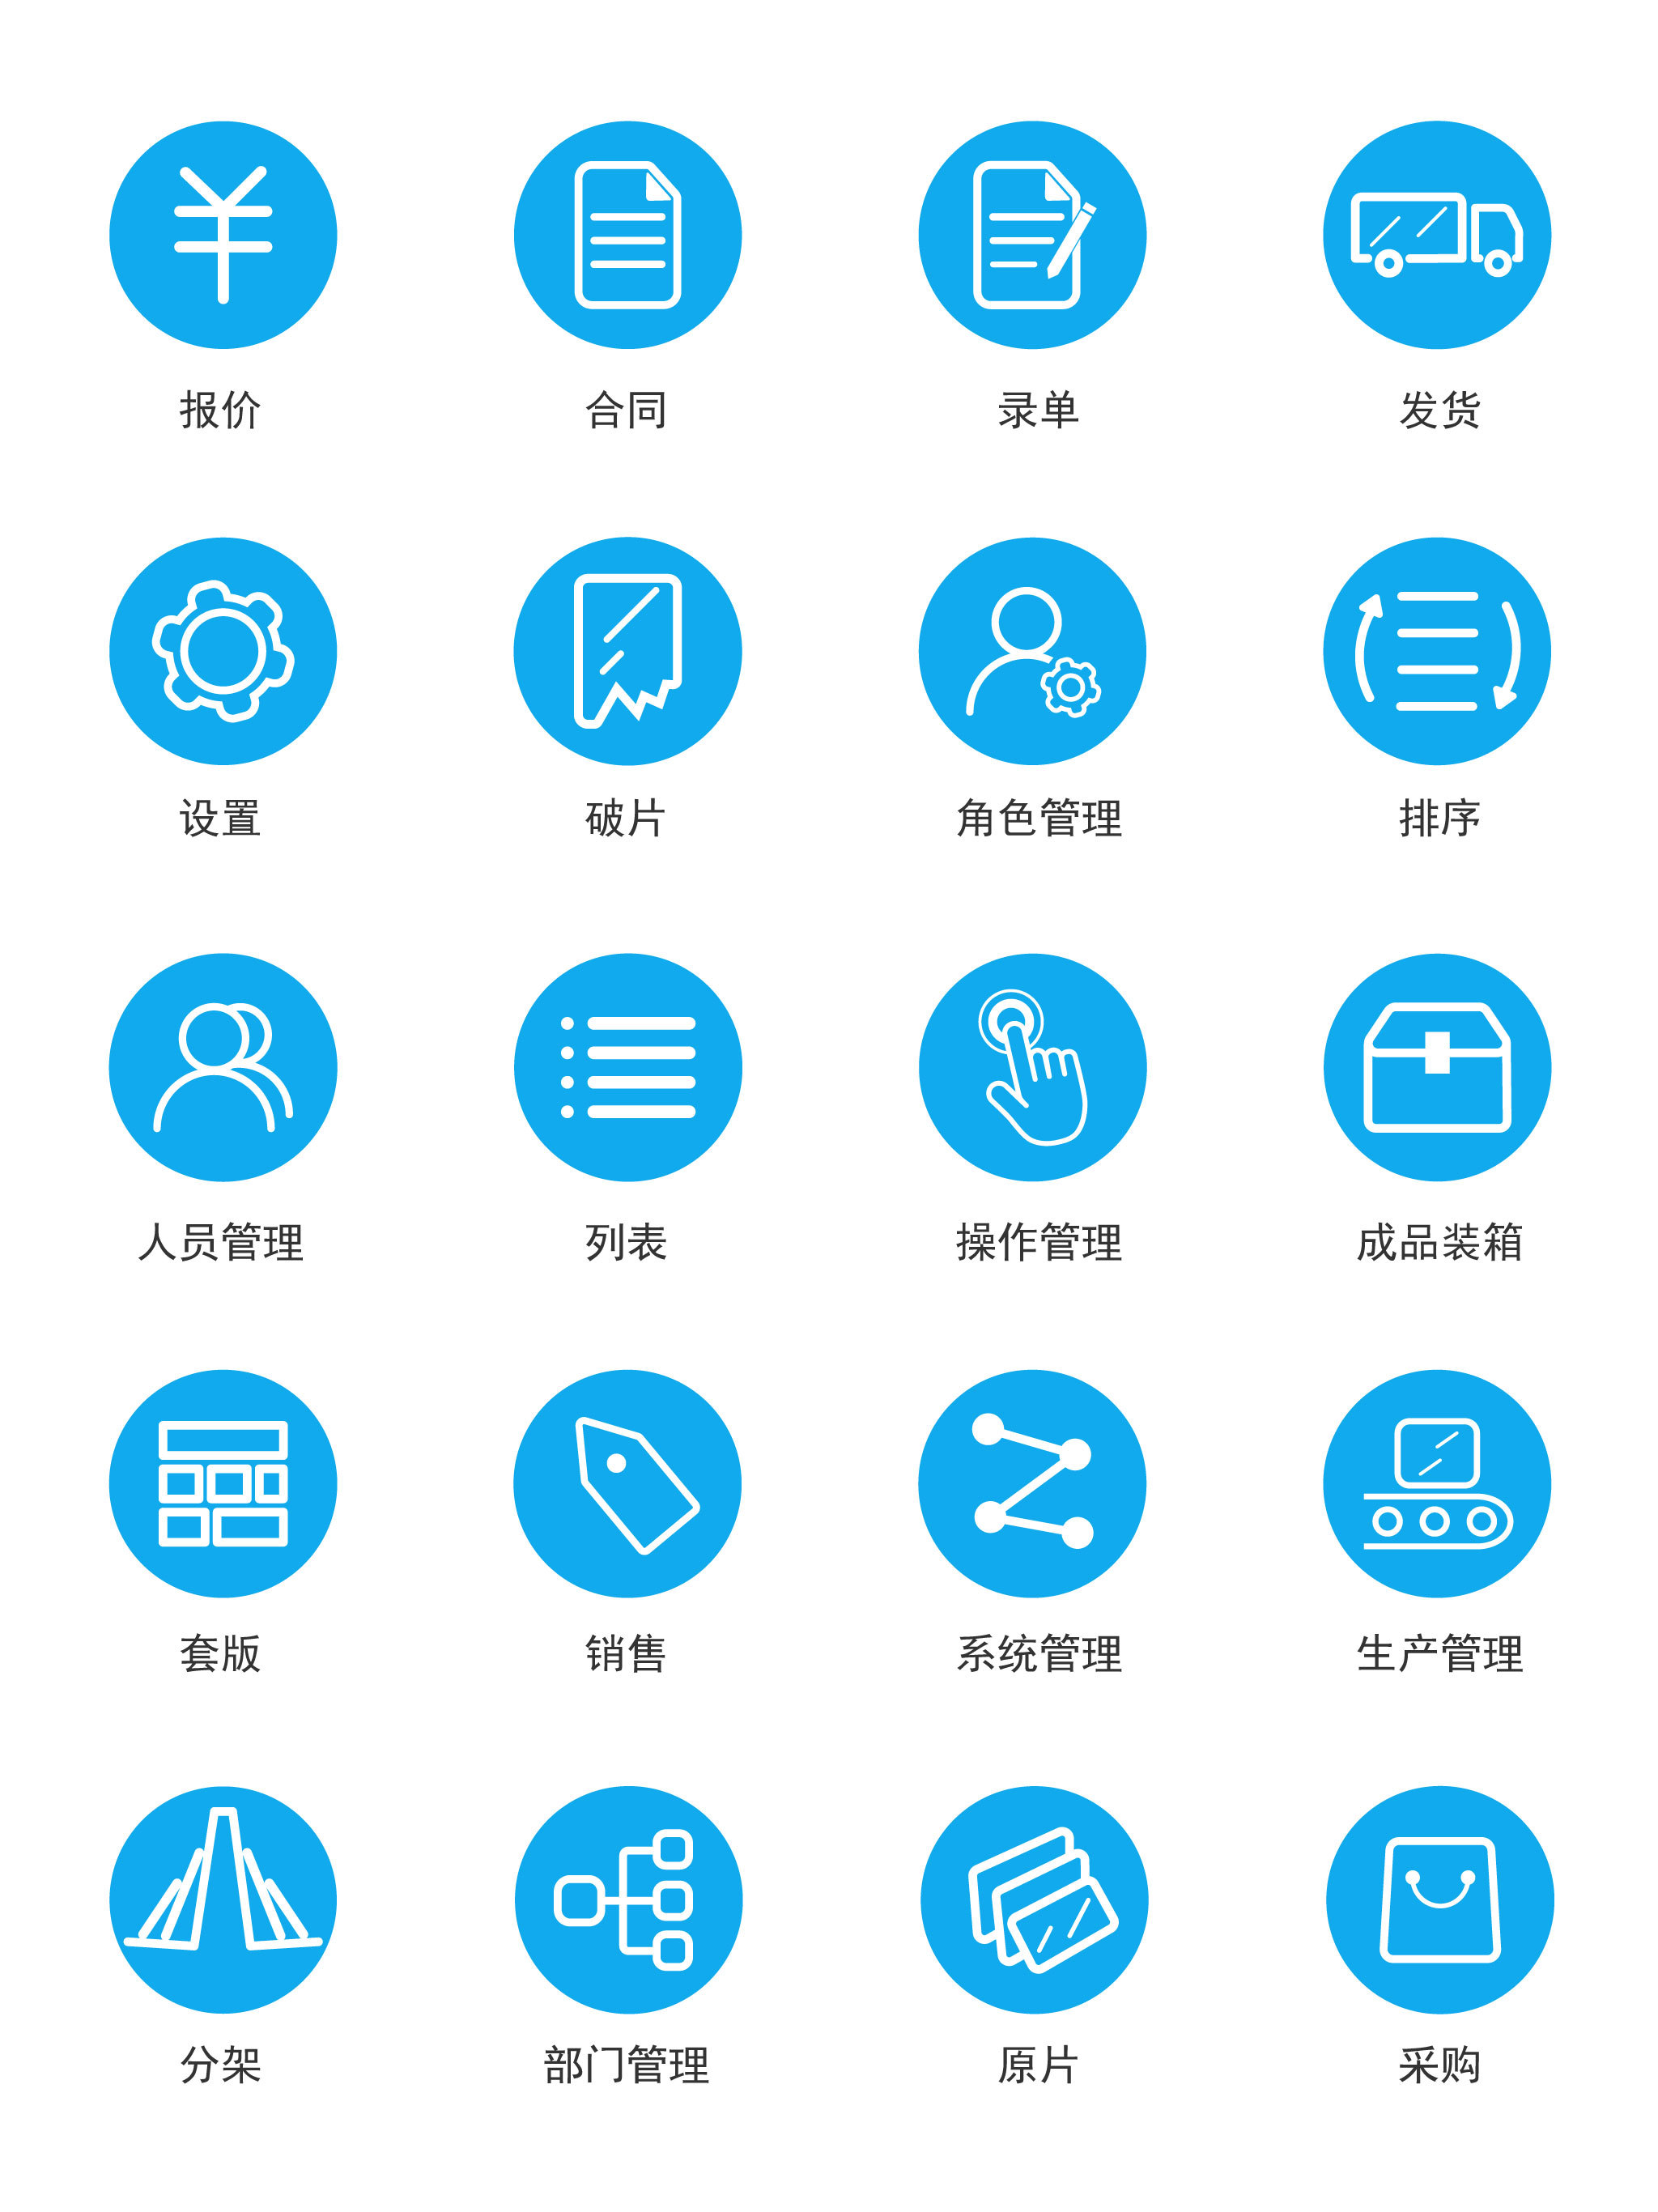 报价 合同 录单 发货
设置 破片 角色管理 排序
人员管理 列表 操作管理 成品装箱
套版 销售 系统管理 生产管理
分架 部门管理 原片 采购